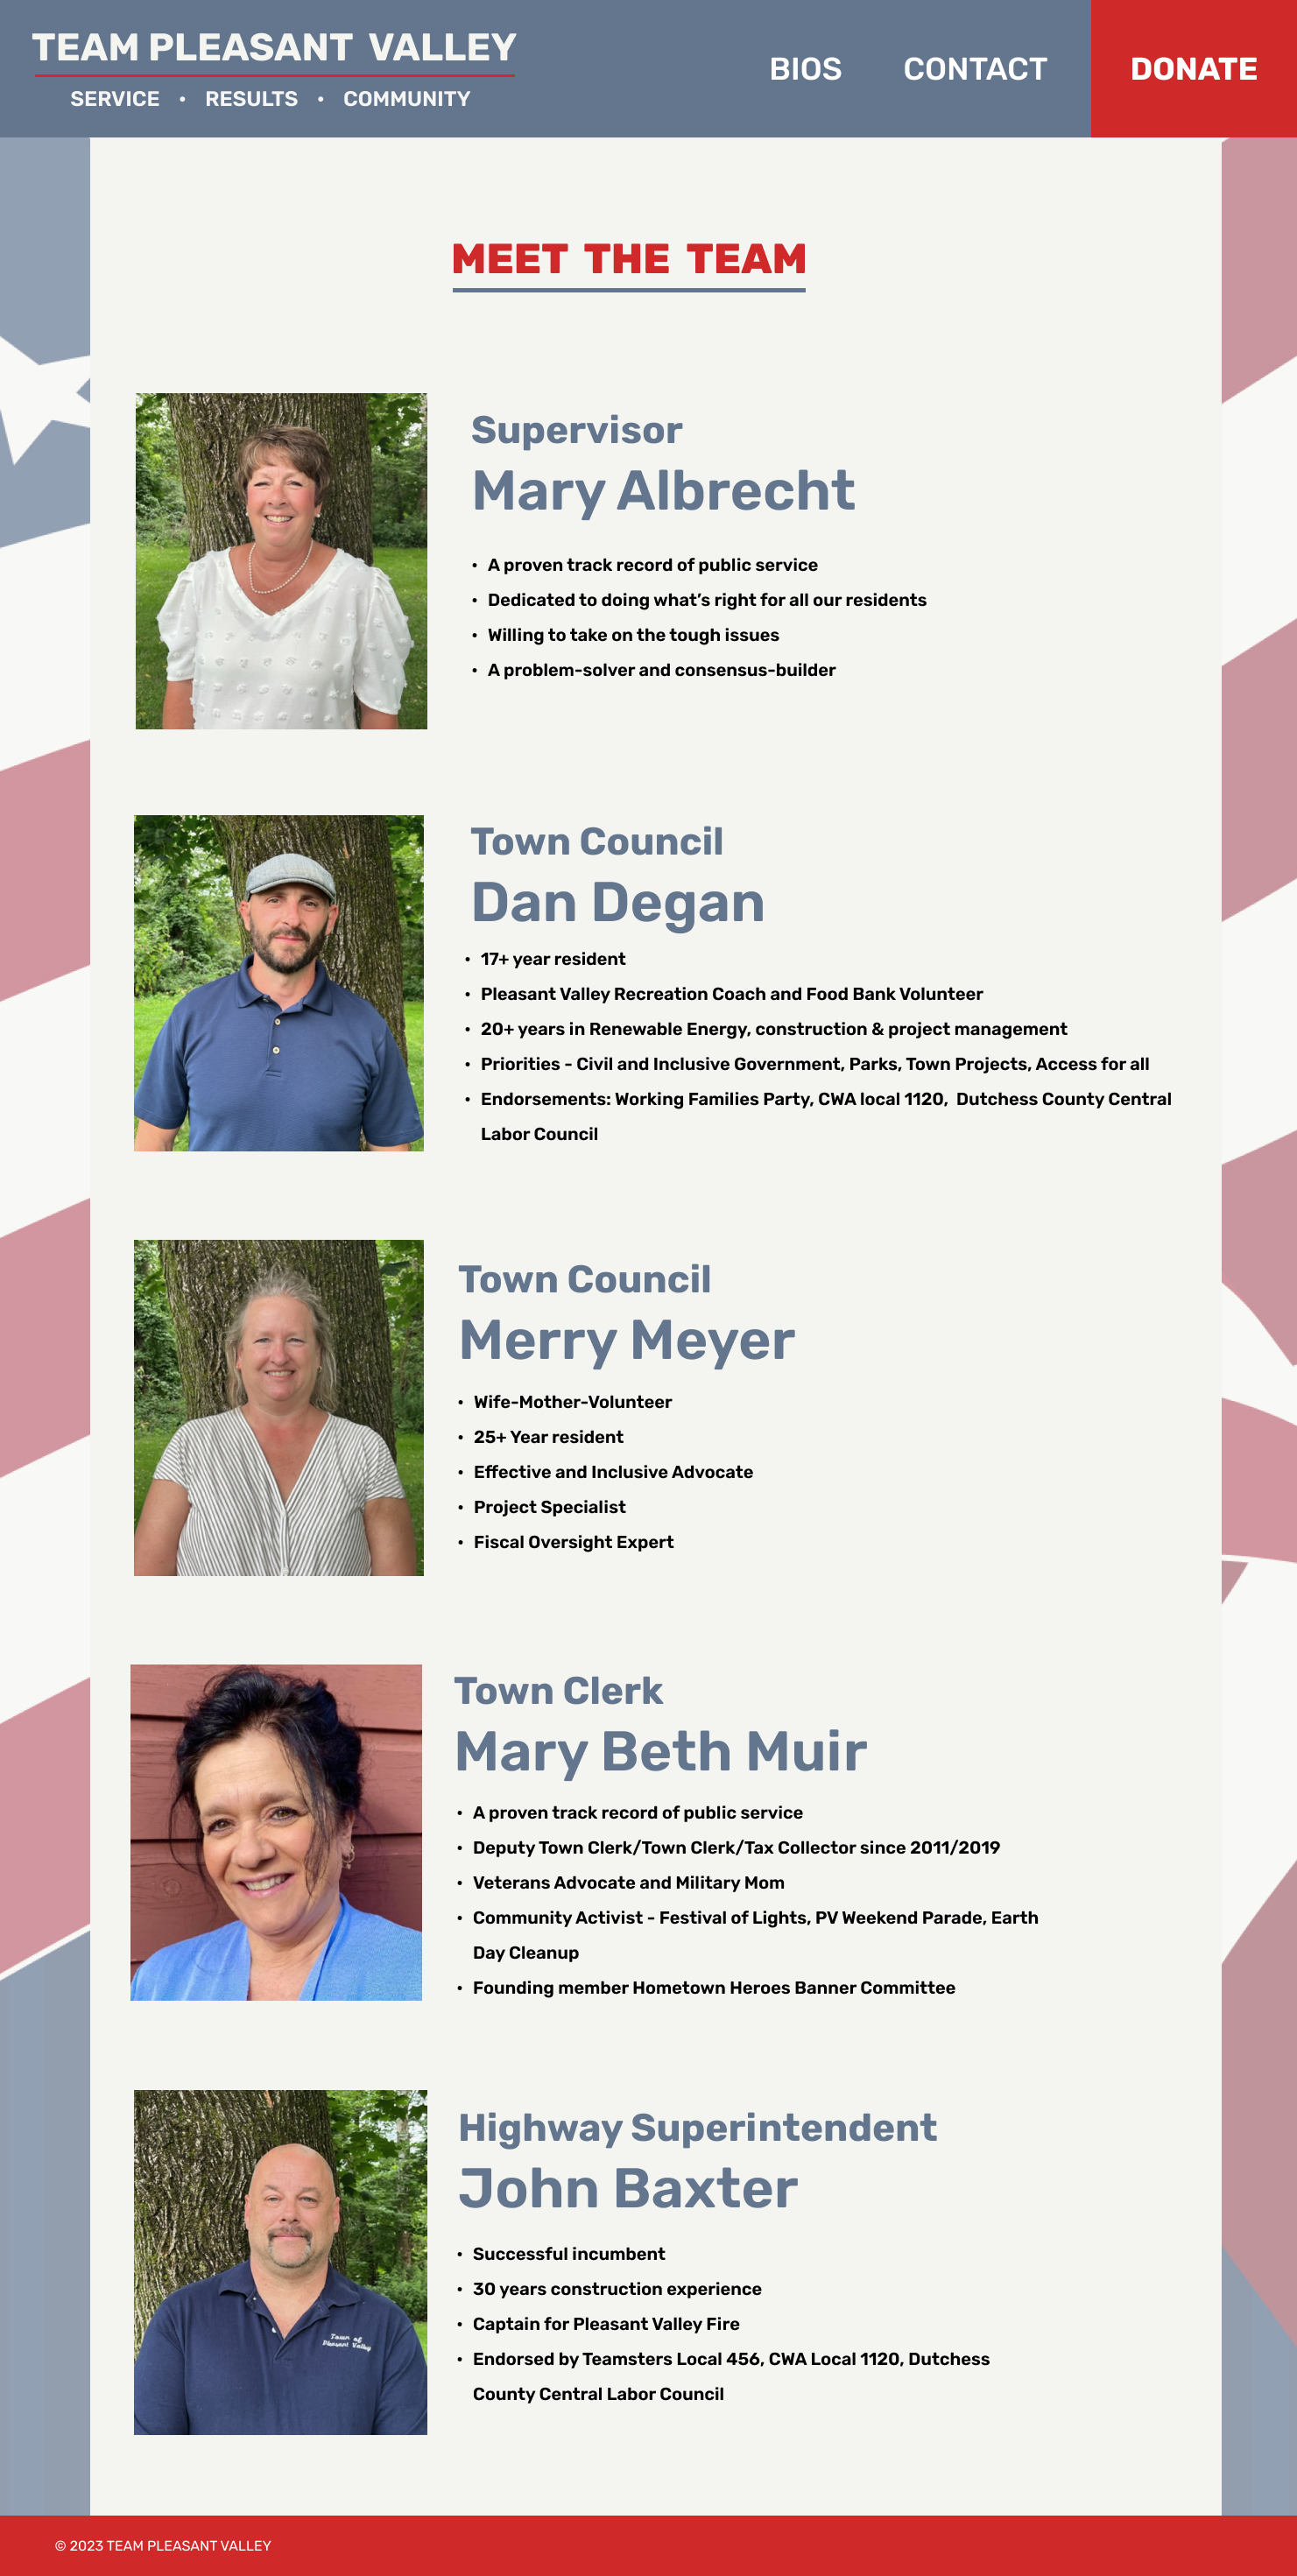 TEAM PLEASANT VALLEY
SERVICE • RESULTS • COMMUNITY
BIOS
CONTACT
DONATE
MEET THE TEAM
Supervisor
Mary Albrecht
• A proven track record of public service
• Dedicated to doing what’s right for all our residents
• Willing to take on the tough issues
• A problem-solver and consensus-builder
Town Council
Dan Degan
• 17+ year resident
• Pleasant Valley Recreation Coach and Food Bank Volunteer
• 20+ years in Renewable Energy, construction & project management
• Priorities - Civil and Inclusive Government, Parks, Town Projects, Access for all
• Endorsements: Working Families Party, CWA local 1120, Dutchess County Central
Labor Council
Town Council
Merry Meyer
• Wife-Mother-Volunteer
• 25+ Year resident
• Effective and Inclusive Advocate
• Project Specialist
• Fiscal Oversight Expert
Town Clerk
Mary Beth Muir
• A proven track record of public service
• Deputy Town Clerk/Town Clerk/Tax Collector since 2011/2019
• Veterans Advocate and Military Mom
• Community Activist - Festival of Lights, PV Weekend Parade, Earth
Day Cleanup
• Founding member Hometown Heroes Banner Committee
Highway Superintendent
John Baxter
Town of
Pleasant Valley
• Successful incumbent
• 30 years construction experience
• Captain for Pleasant Valley Fire
• Endorsed by Teamsters Local 456, CWA Local 1120, Dutchess
County Central Labor Council
© 2023 TEAM PLEASANT VALLEY